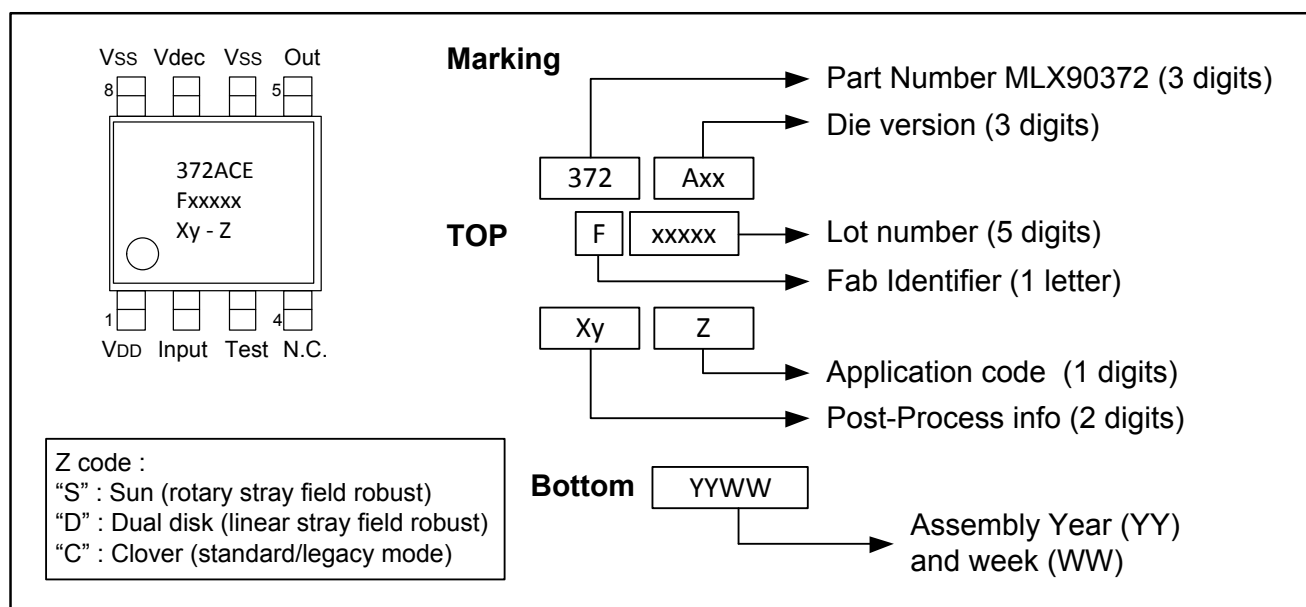 VSS Vdec VSS Out
8 5
372ACE
Fxxxxx
Xy - Z
1 4
VDD Input Test N.C.
Marking
Part Number MLX90372 (3 digits)
Die version (3 digits)
372 Axx
TOP
F xxxxx
Lot number (5 digits)
Fab Identifier (1 letter)
Xy Z
Application code (1 digits)
Post-Process info (2 digits)
Bottom YYWW
Assembly Year (YY)
and week (WW)
Z code :
“S” : Sun (rotary stray field robust)
“D” : Dual disk (linear stray field robust)
“C” : Clover (standard/legacy mode)